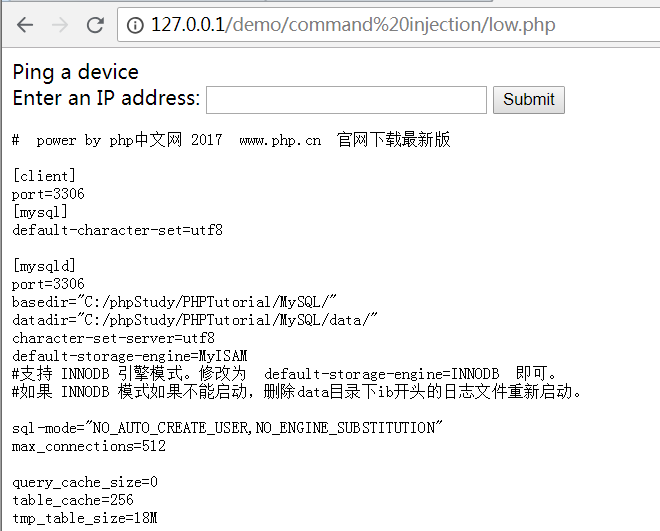 127.0.0.1/demo/command%20injection/low.php
Ping a device
Enter an IP address:
Submit
#  power by php中文网 2017  www.php.cn  官网下载最新版
[client]
port=3306
[mysql]
default-character-set=utf8
[mysqld]
port=3306
basedir="C:/phpStudy/PHPTutorial/MySQL/"
datadir="C:/phpStudy/PHPTutorial/MySQL/data/"
character-set-server=utf8
default-storage-engine=MyISAM
#支持 INNODB 引擎模式。修改为  default-storage-engine=INNODB  即可。
#如果 INNODB 模式如果不能启动，删除data目录下ib开头的日志文件重新启动。
sql-mode="NO_AUTO_CREATE_USER,NO_ENGINE_SUBSTITUTION"
max_connections=512
query_cache_size=0
table_cache=256
tmp_table_size=18M